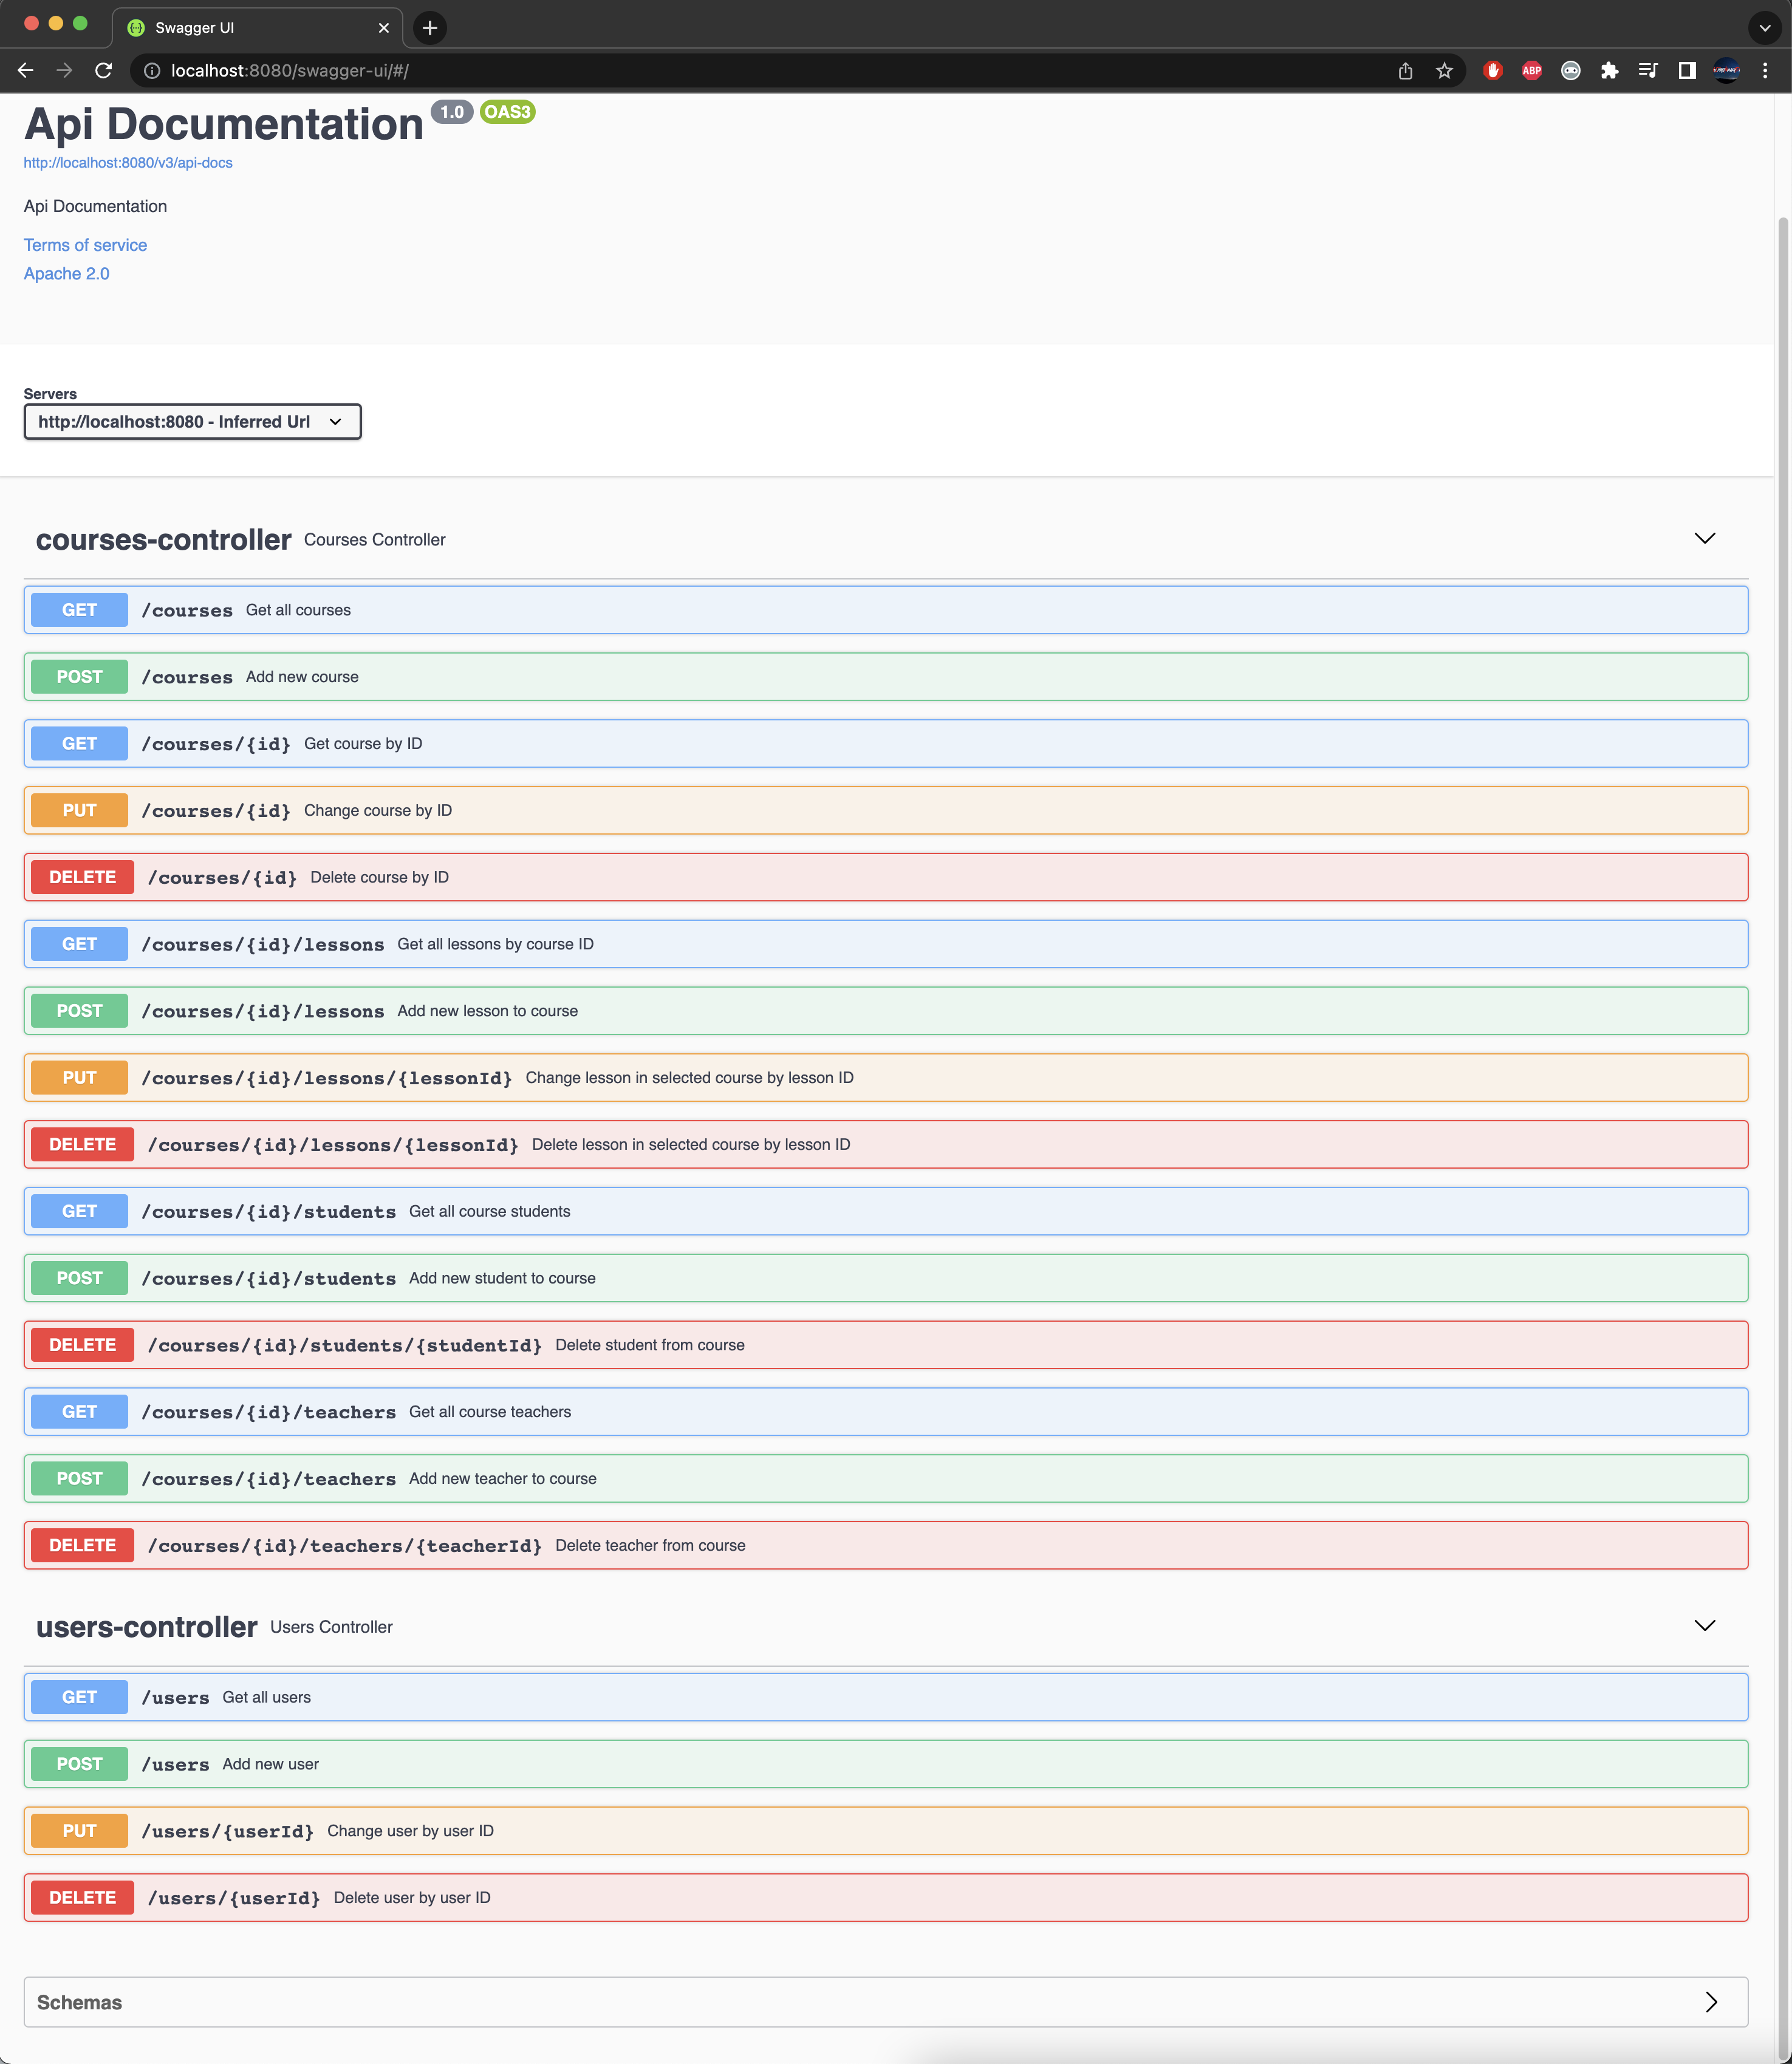 Swagger UI
localhost:8080/swagger-ui/#/
ABP
Api Documentation 1.0 OAS3
http://localhost:8080/v3/api-docs
Api Documentation
Terms of service
Apache 2.0
Servers
http://localhost:8080 - Inferred Url
courses-controller Courses Controller
GET /courses Get all courses
POST /courses Add new course
GET /courses/{id} Get course by ID
PUT /courses/{id} Change course by ID
DELETE /courses/{id} Delete course by ID
GET /courses/{id}/lessons Get all lessons by course ID
POST /courses/{id}/lessons Add new lesson to course
PUT /courses/{id}/lessons/{lessonId} Change lesson in selected course by lesson ID
DELETE /courses/{id}/lessons/{lessonId} Delete lesson in selected course by lesson ID
GET /courses/{id}/students Get all course students
POST /courses/{id}/students Add new student to course
DELETE /courses/{id}/students/{studentId} Delete student from course
GET /courses/{id}/teachers Get all course teachers
POST /courses/{id}/teachers Add new teacher to course
DELETE /courses/{id}/teachers/{teacherId} Delete teacher from course
users-controller Users Controller
GET /users Get all users
POST /users Add new user
PUT /users/{userId} Change user by user ID
DELETE /users/{userId} Delete user by user ID
Schemas